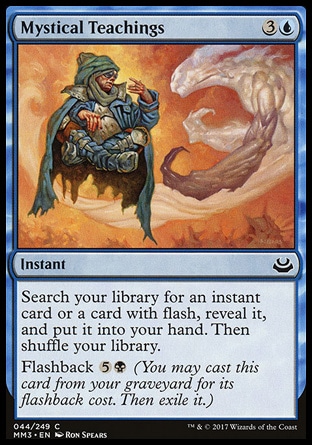 Mystical Teachings 3
Instant
Search your library for an instant
card or a card with flash, reveal it,
and put it into your hand. Then
shuffle your library.
Flashback 5 (You may cast this
card from your graveyard for its
flashback cost. Then exile it.)
044/249 C
MM3 • EN Ron Spears ™ & © 2017 Wizards of the Coast